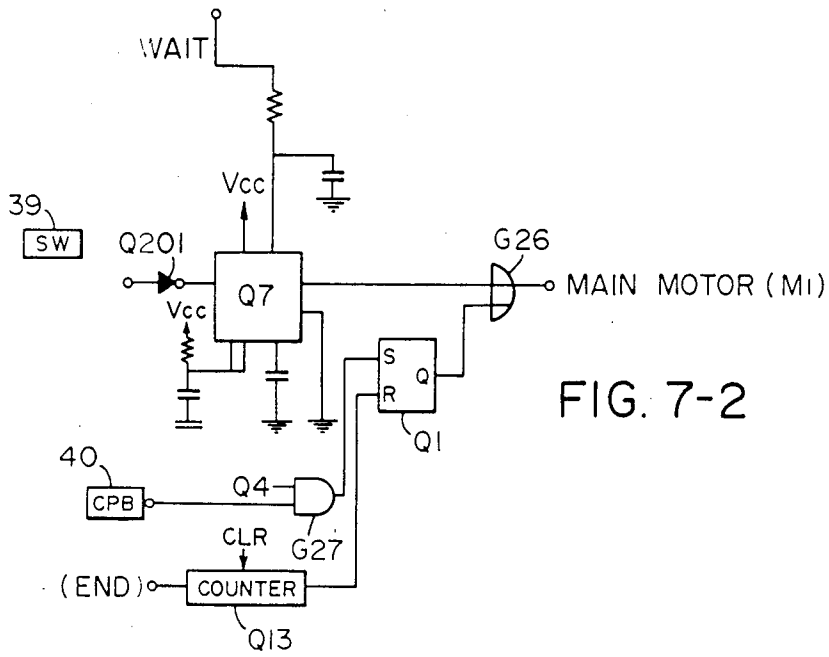 WAIT
Vcc
39
SW
Q201
Q7
Vcc
G26
MAIN MOTOR (M1)
S
Q
R
Q1
FIG. 7-2
40
CPB
Q4
G27
CLR
(END)
COUNTER
Q13